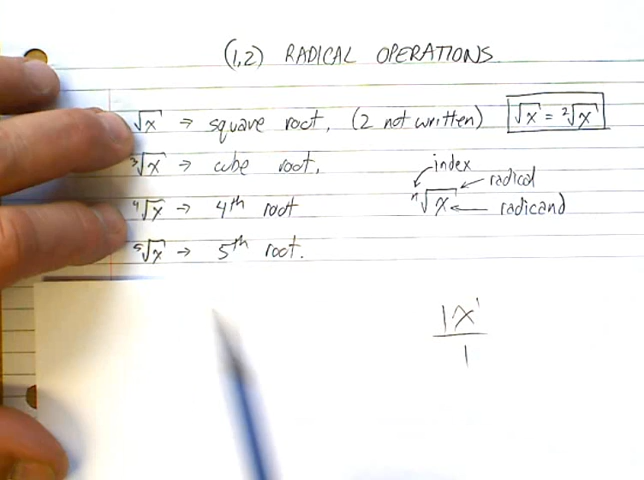 (1,2) RADICAL OPERATIONS
√x → square root, (2 not written) √x = ²√x
³√x → cube root,
⁴√x → 4th root
⁵√x → 5th root.
index
radical
ⁿ√x ← radicand
1x¹
1